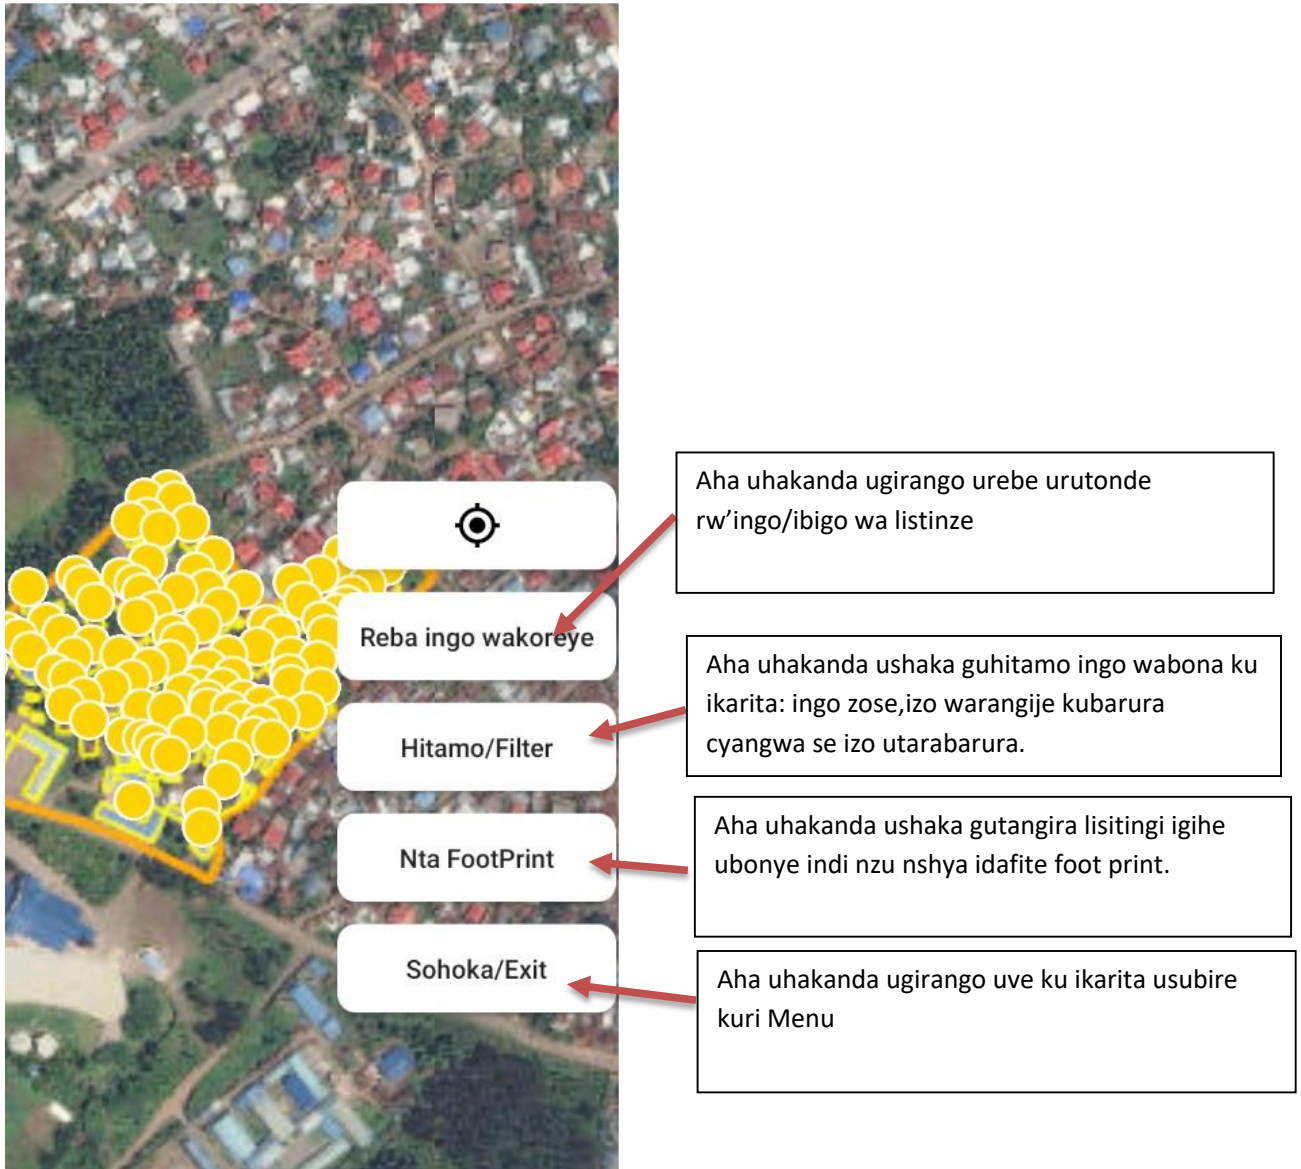 Aha uhakanda ugirango urebe urutonde
rw’ingo/ibigo wa listinze
Reba ingo wakoreye
Aha uhakanda ushaka guhitamo ingo wabona ku
ikarita: ingo zose,izo warangije kubarura
cyangwa se izo utarabarura.
Hitamo/Filter
Aha uhakanda ushaka gutangira lisitingi igihe
ubonye indi nzu nshya idafite foot print.
Nta FootPrint
Aha uhakanda ugirango uve ku ikarita usubire
kuri Menu
Sohoka/Exit